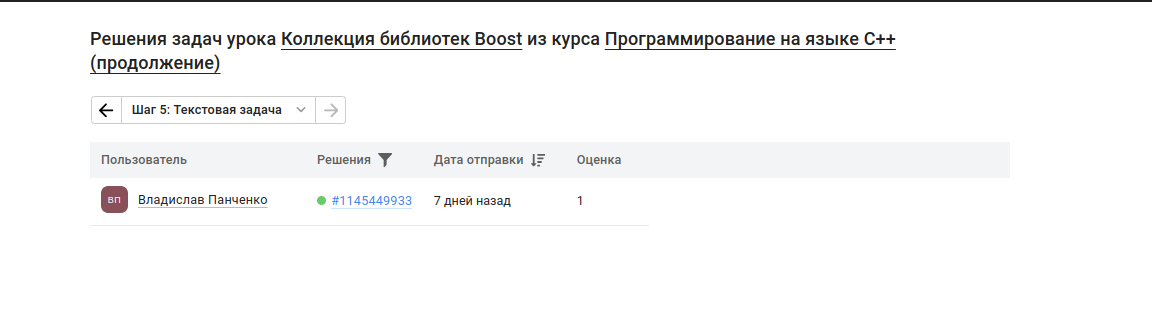 Решения задач урока Коллекция библиотек Boost из курса Программирование на языке C++
(продолжение)
Шаг 5: Текстовая задача
Пользователь Решения Дата отправки Оценка
ВП Владислав Панченко #1145449933 7 дней назад 1